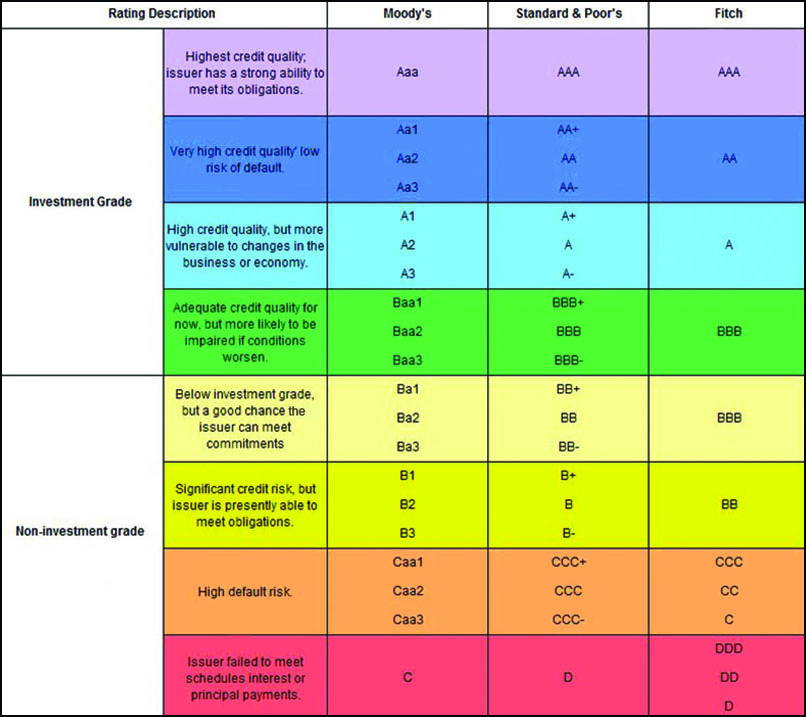 Rating Description
Moody's
Standard & Poor's
Fitch
Investment Grade
Highest credit quality;
issuer has a strong ability to
meet its obligations.
Aaa
AAA
AAA
Very high credit quality' low
risk of default.
Aa1
Aa2
Aa3
AA+
AA
AA-
AA
High credit quality, but more
vulnerable to changes in the
business or economy.
A1
A2
A3
A+
A
A-
A
Adequate credit quality for
now, but more likely to be
impaired if conditions
worsen.
Baa1
Baa2
Baa3
BBB+
BBB
BBB-
BBB
Non-investment grade
Below investment grade,
but a good chance the
issuer can meet
commitments
Ba1
Ba2
Ba3
BB+
BB
BB-
BBB
Significant credit risk, but
issuer is presently able to
meet obligations.
B1
B2
B3
B+
B
B-
BB
High default risk.
Caa1
Caa2
Caa3
CCC+
CCC
CCC-
CCC
CC
C
Issuer failed to meet
schedules interest or
principal payments.
C
D
DDD
DD
D